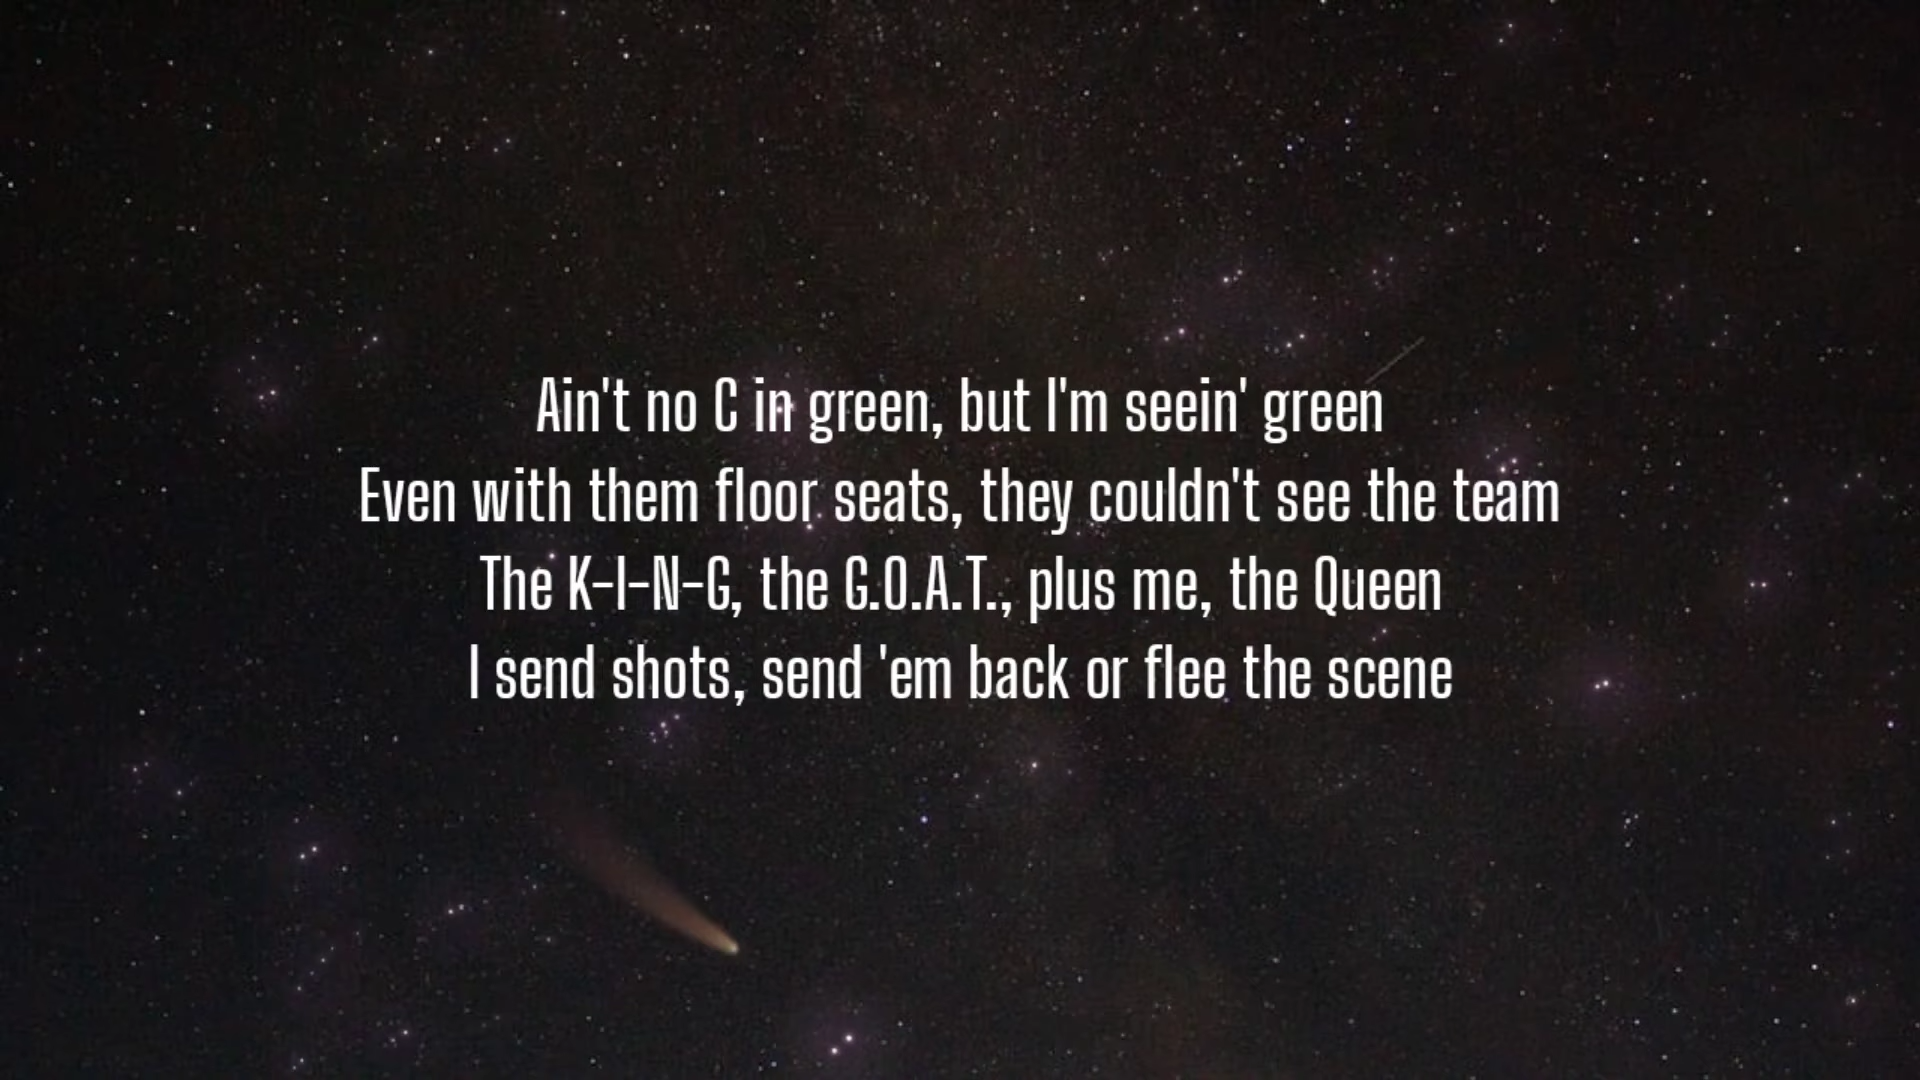 Ain't no C in green, but I'm seein' green
Even with them floor seats, they couldn't see the team
The K-I-N-G, the G.O.A.T., plus me, the Queen
I send shots, send 'em back or flee the scene